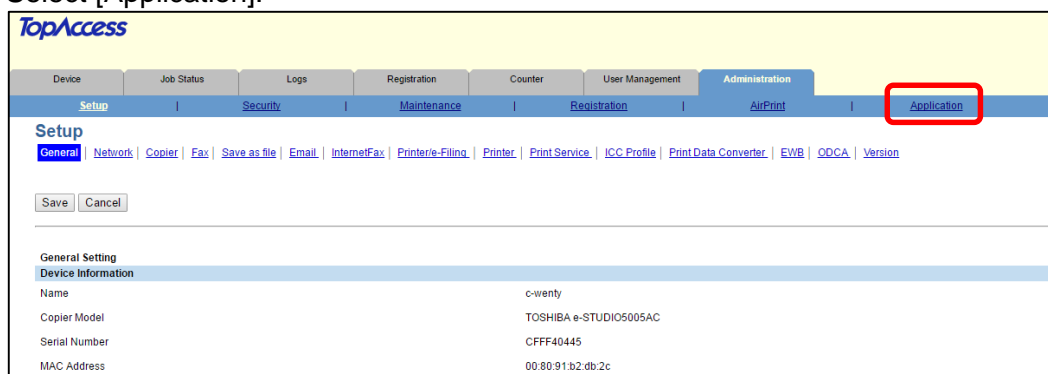 Select [Application].
TopAccess
Device Job Status Logs Registration Counter User Management Administration
Setup | Security | Maintenance | Registration | AirPrint | Application
Setup
General | Network | Copier | Fax | Save as file | Email | InternetFax | Printer/e-Filing | Printer | Print Service | ICC Profile | Print Data Converter | EWB | ODCA | Version
Save Cancel
General Setting
Device Information
Name c-wenty
Copier Model TOSHIBA e-STUDIO5005AC
Serial Number CFFF40445
MAC Address 00:80:91:b2:db:2c